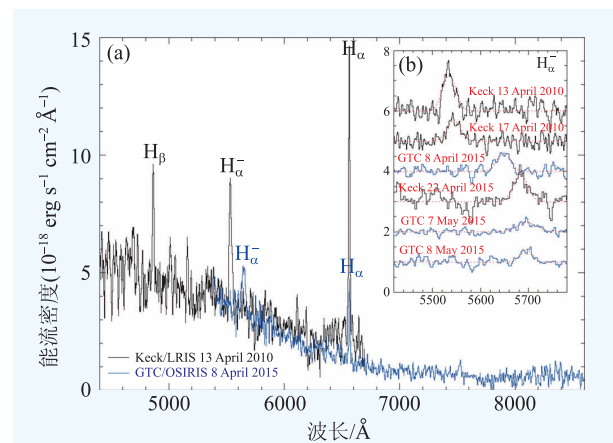 能流密度(10⁻¹⁸ erg s⁻¹ cm⁻² Å⁻¹)
15
10
5
0
(a)
Hβ
Hα⁻
Hα
Hα⁻
Hα
Keck/LRIS 13 April 2010
GTC/OSIRIS 8 April 2015
4000
6000
7000
8000
波长/Å
(b)
Hα⁻
8
6
4
2
0
Keck 13 April 2010
Keck 17 April 2010
GTC 8 April 2015
Keck 23 April 2015
GTC 7 May 2015
GTC 8 May 2015
5500
5600
5700